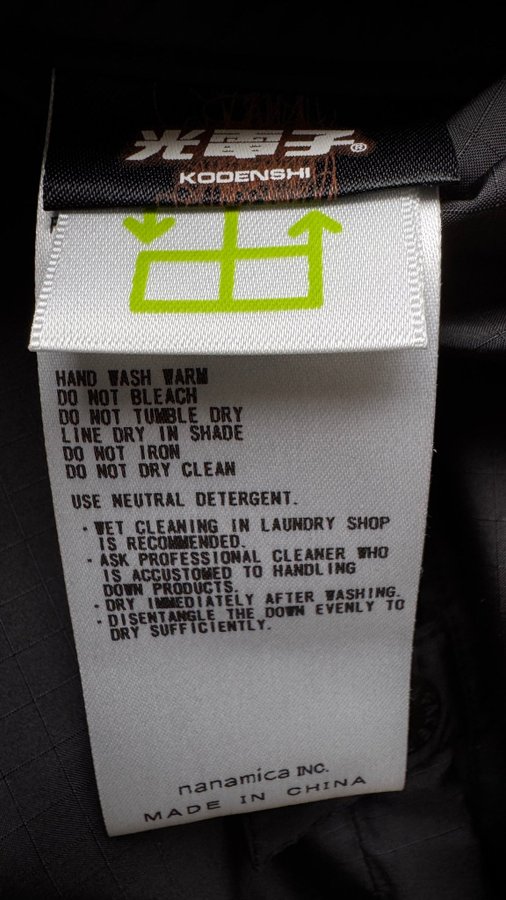 光電子®
KODENSHI
HAND WASH WARM
DO NOT BLEACH
DO NOT TUMBLE DRY
LINE DRY IN SHADE
DO NOT IRON
DO NOT DRY CLEAN
USE NEUTRAL DETERGENT.
・WET CLEANING IN LAUNDRY SHOP
IS RECOMMENDED.
・ASK PROFESSIONAL CLEANER WHO
IS ACCUSTOMED TO HANDLING
DOWN PRODUCTS.
・DRY IMMEDIATELY AFTER WASHING.
・DISENTANGLE THE DOWN EVENLY TO
DRY SUFFICIENTLY.
nanamica INC.
MADE IN CHINA